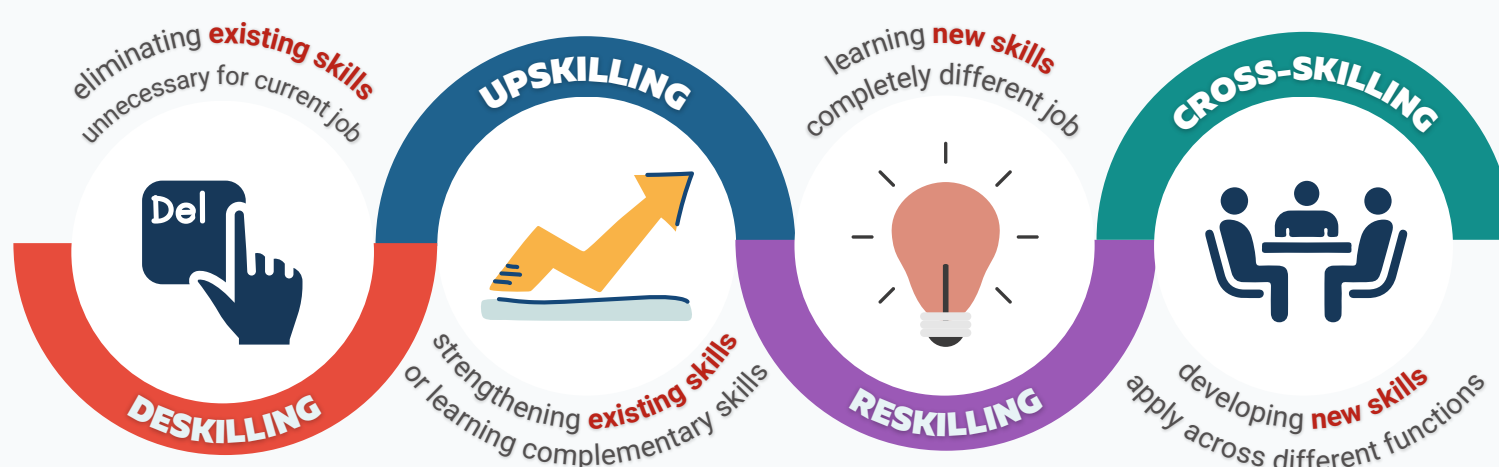 eliminating existing skills
unnecessary for current job
Del
DESKILLING
UPSKILLING
strengthening existing skills
or learning complementary skills
learning new skills
completely different job
RESKILLING
CROSS-SKILLING
developing new skills
apply across different functions